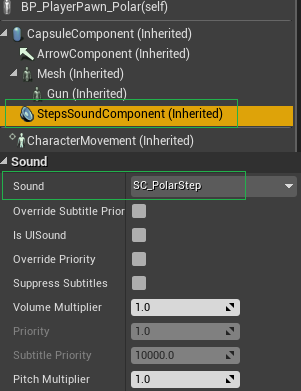 BP_PlayerPawn_Polar(self)
CapsuleComponent (Inherited)
ArrowComponent (Inherited)
Mesh (Inherited)
Gun (Inherited)
StepsSoundComponent (Inherited)
CharacterMovement (Inherited)
Sound
Sound SC_PolarStep
Override Subtitle Prior
Is UISound
Override Priority
Suppress Subtitles
Volume Multiplier 1.0
Priority 1.0
Subtitle Priority 10000.0
Pitch Multiplier 1.0